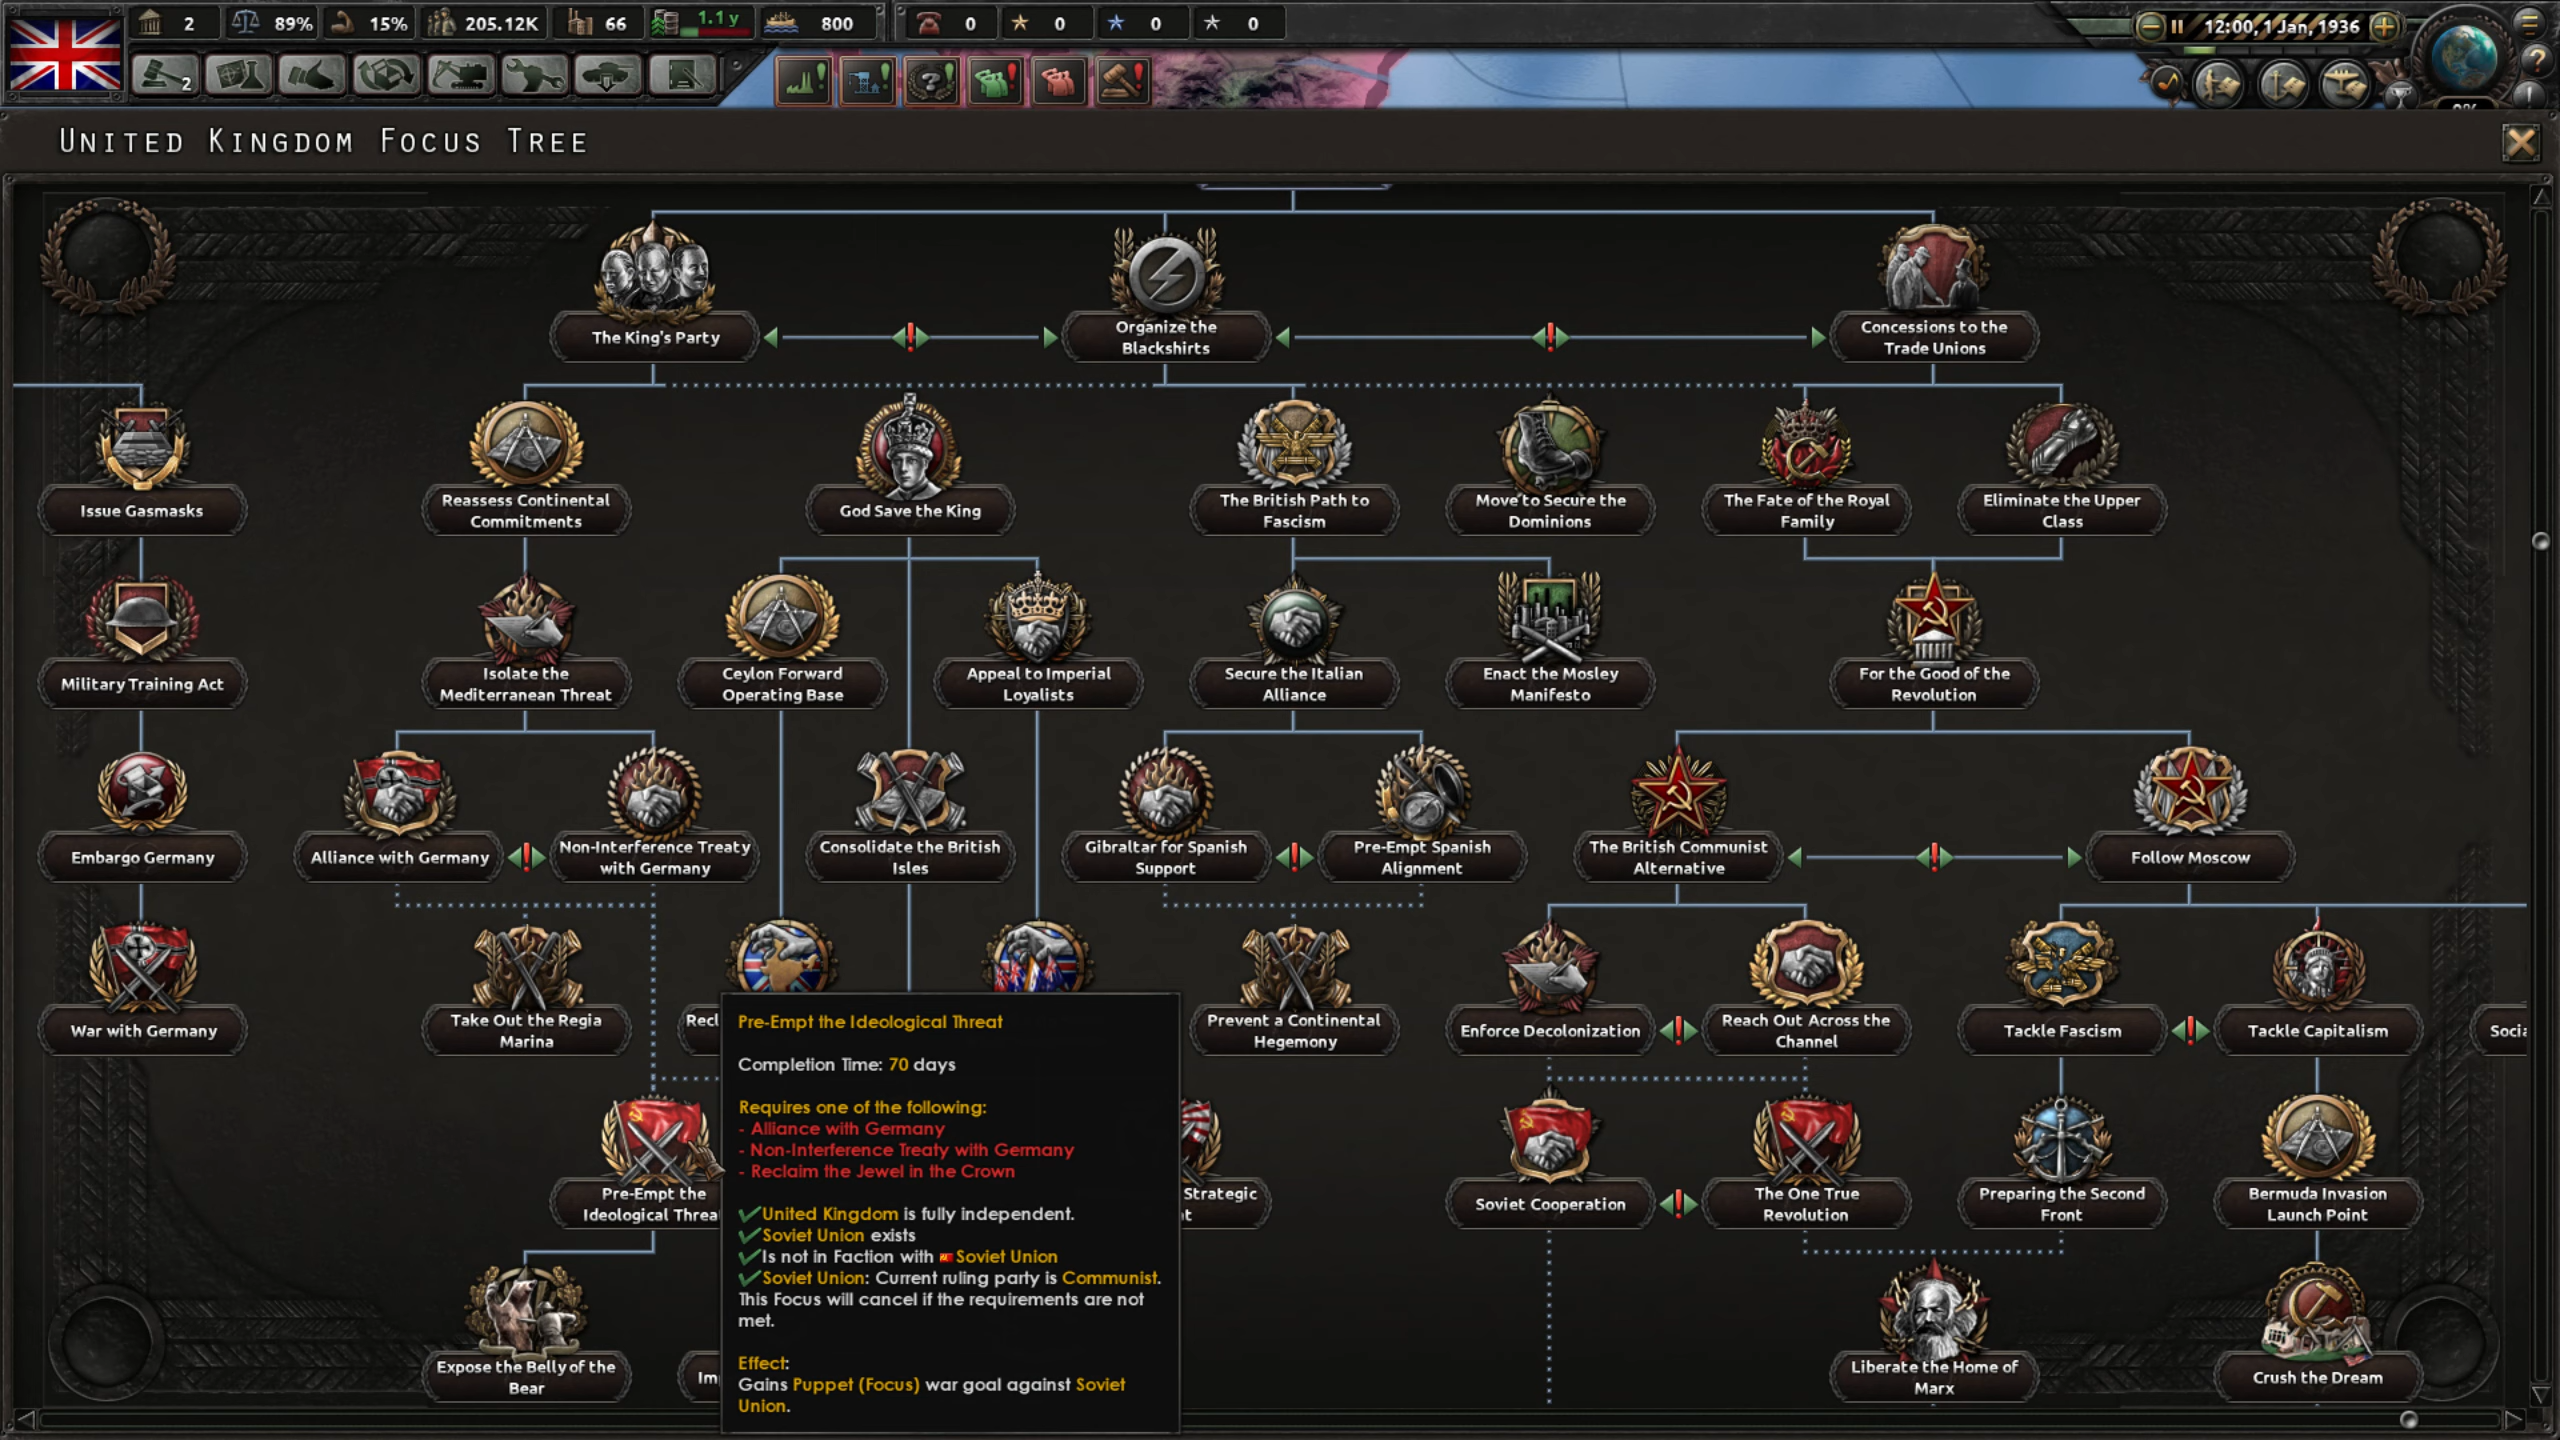 2
89%
15%
205.12K
66
1.1 y
800
0
0
0
0
12:00, 1 Jan, 1936
2
United Kingdom Focus Tree
The King's Party
Organize the
Blackshirts
Concessions to the
Trade Unions
Issue Gasmasks
Reassess Continental
Commitments
God Save the King
The British Path to
Fascism
Move to Secure the
Dominions
The Fate of the Royal
Family
Eliminate the Upper
Class
Military Training Act
Isolate the
Mediterranean Threat
Ceylon Forward
Operating Base
Appeal to Imperial
Loyalists
Secure the Italian
Alliance
Enact the Mosley
Manifesto
For the Good of the
Revolution
Embargo Germany
Alliance with Germany
Non-Interference Treaty
with Germany
Consolidate the British
Isles
Gibraltar for Spanish
Support
Pre-Empt Spanish
Alignment
The British Communist
Alternative
Follow Moscow
War with Germany
Take Out the Regia
Marina
Recl
Prevent a Continental
Hegemony
Enforce Decolonization
Reach Out Across the
Channel
Tackle Fascism
Tackle Capitalism
Socia
Pre-Empt the
Ideological Threa
Strategic
t
Soviet Cooperation
The One True
Revolution
Preparing the Second
Front
Bermuda Invasion
Launch Point
Expose the Belly of the
Bear
Im
Liberate the Home of
Marx
Crush the Dream
Pre-Empt the Ideological Threat
Completion Time: 70 days
Requires one of the following:
- Alliance with Germany
- Non-Interference Treaty with Germany
- Reclaim the Jewel in the Crown
United Kingdom is fully independent.
Soviet Union exists
Is not in Faction with Soviet Union
Soviet Union: Current ruling party is Communist.
This Focus will cancel if the requirements are not
met.
Effect:
Gains Puppet (Focus) war goal against Soviet
Union.